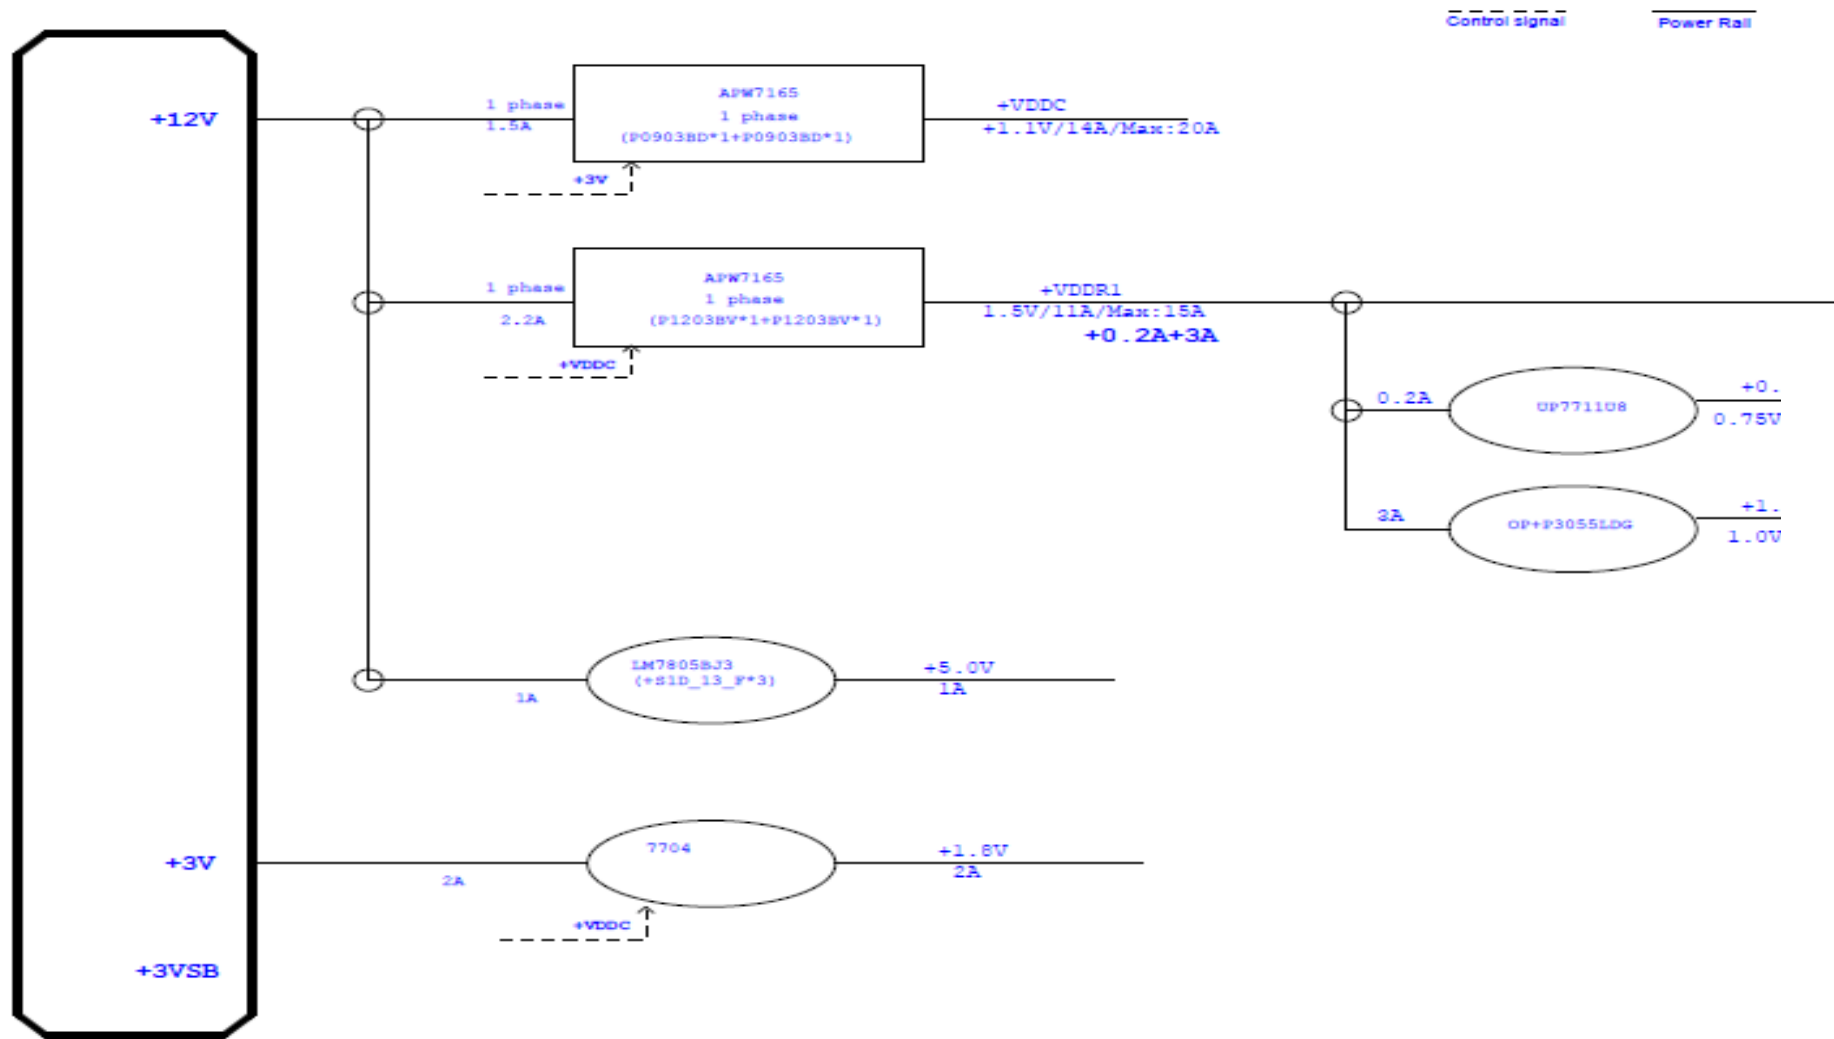 Control signal
Power Rail
+12V
1 phase
1.5A
APW7165
1 phase
(P0903BD*1+P0903BD*1)
+VDDC
+1.1V/14A/Max:20A
+3V
1 phase
2.2A
APW7165
1 phase
(P1203BV*1+P1203BV*1)
+VDDR1
1.5V/11A/Max:15A
+0.2A+3A
+VDDC
0.2A
UP7711U8
+0.
0.75V
3A
OP+P3055LDG
+1.
1.0V
1A
LM7805BJ3
(+S1D_13_F*3)
+5.0V
1A
+3V
2A
7704
+1.8V
2A
+VDDC
+3VSB